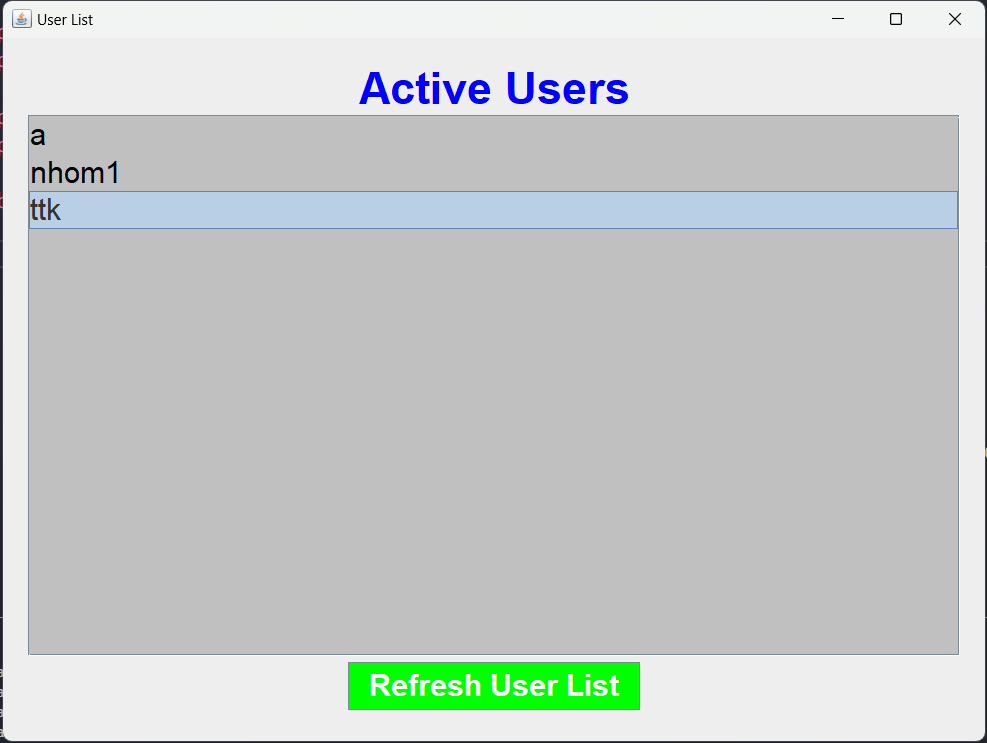 User List
Active Users
a
nhom1
ttk
Refresh User List